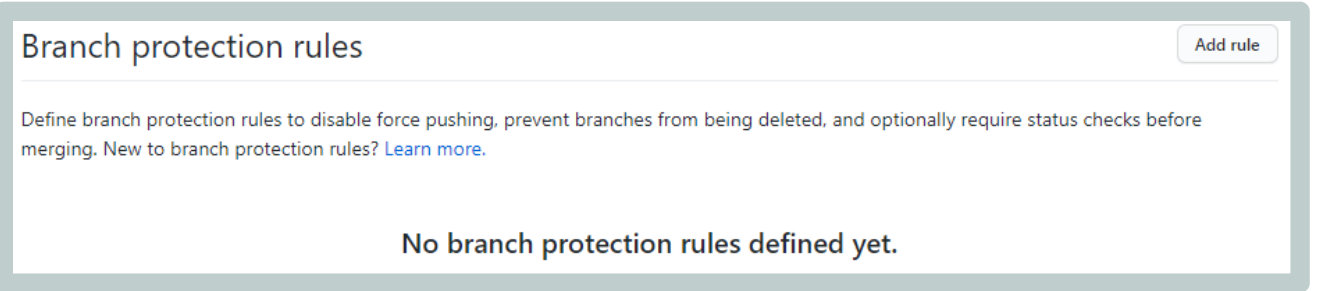 Branch protection rules
Add rule
Define branch protection rules to disable force pushing, prevent branches from being deleted, and optionally require status checks before
merging. New to branch protection rules? Learn more.
No branch protection rules defined yet.